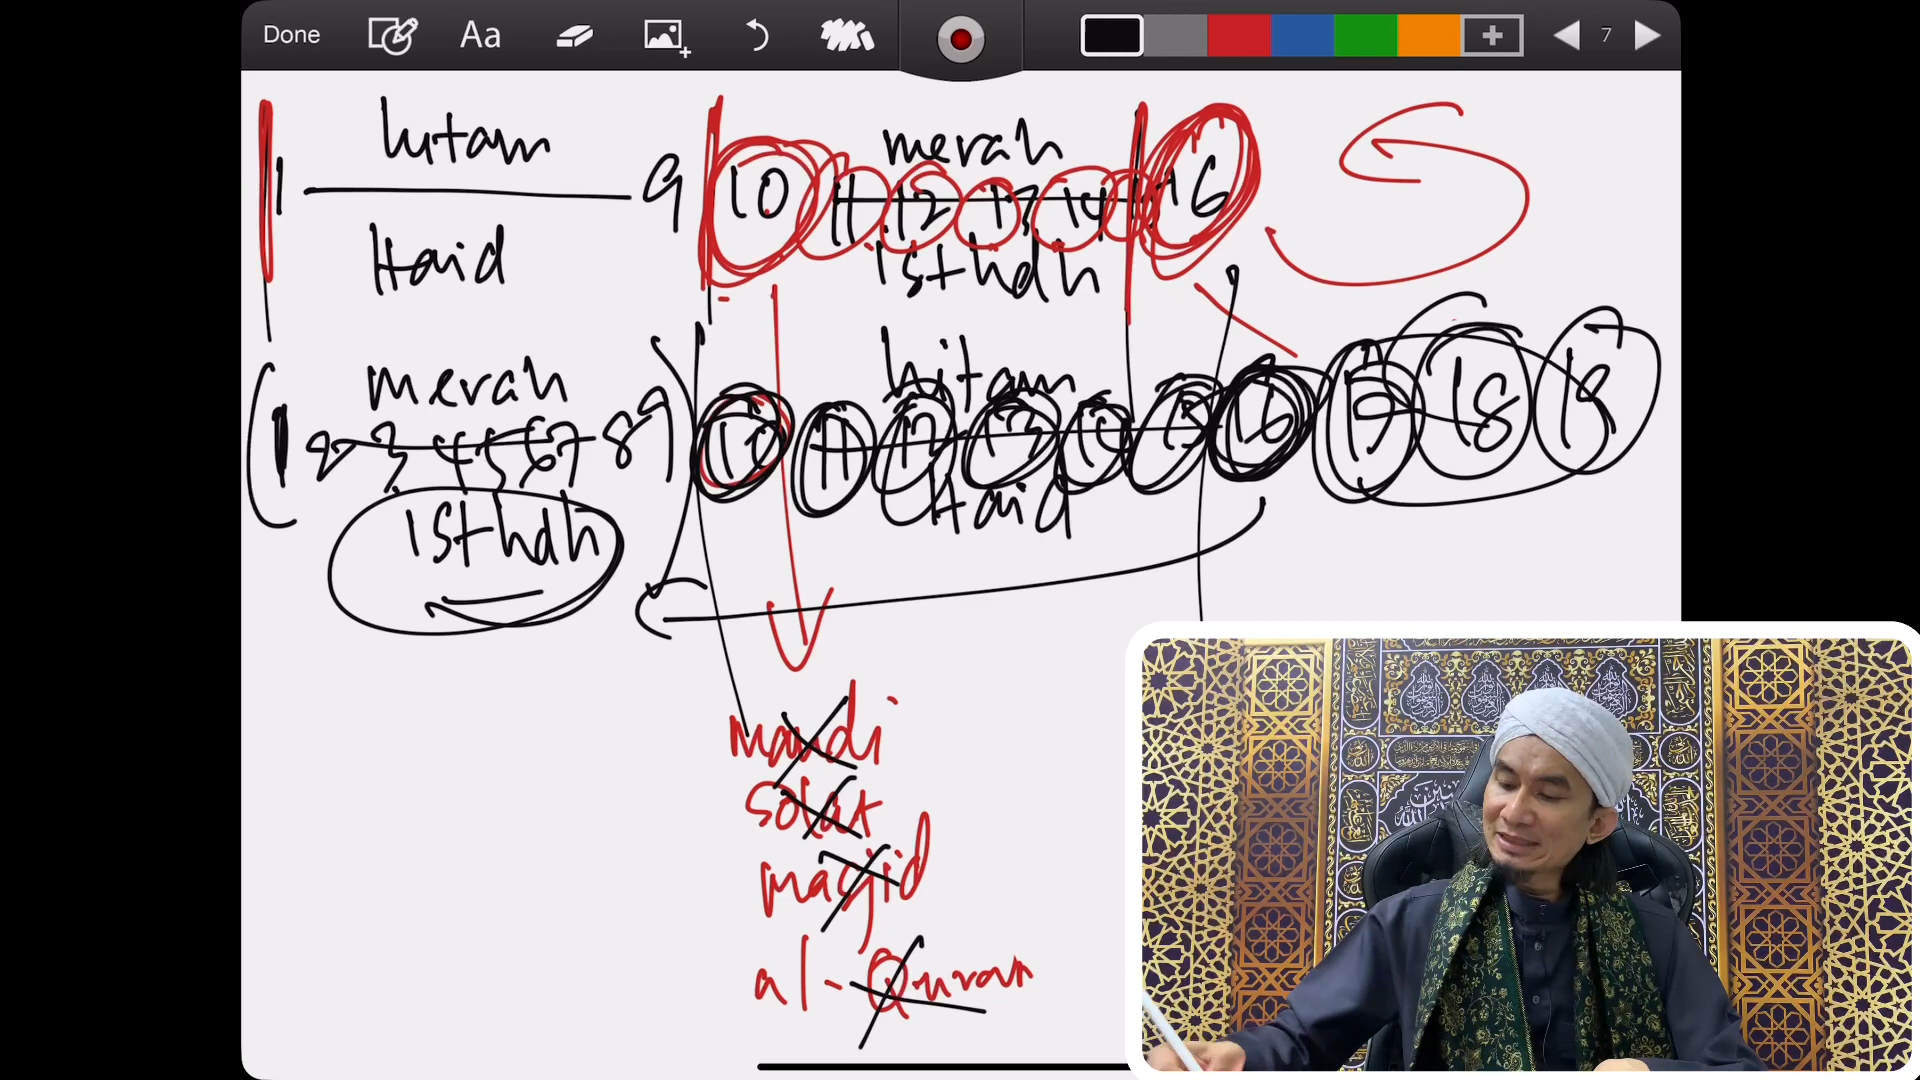 Done Aa 7
hitam merah
1 9 10 11 12 13 14 16
Haid isthdh
merah hitam
1 2 3 4 5 6 7 8 9 10 11 12 13 14 15 16 17 18 19
isthdh Haid
mandi
solat
masjid
al-Quran